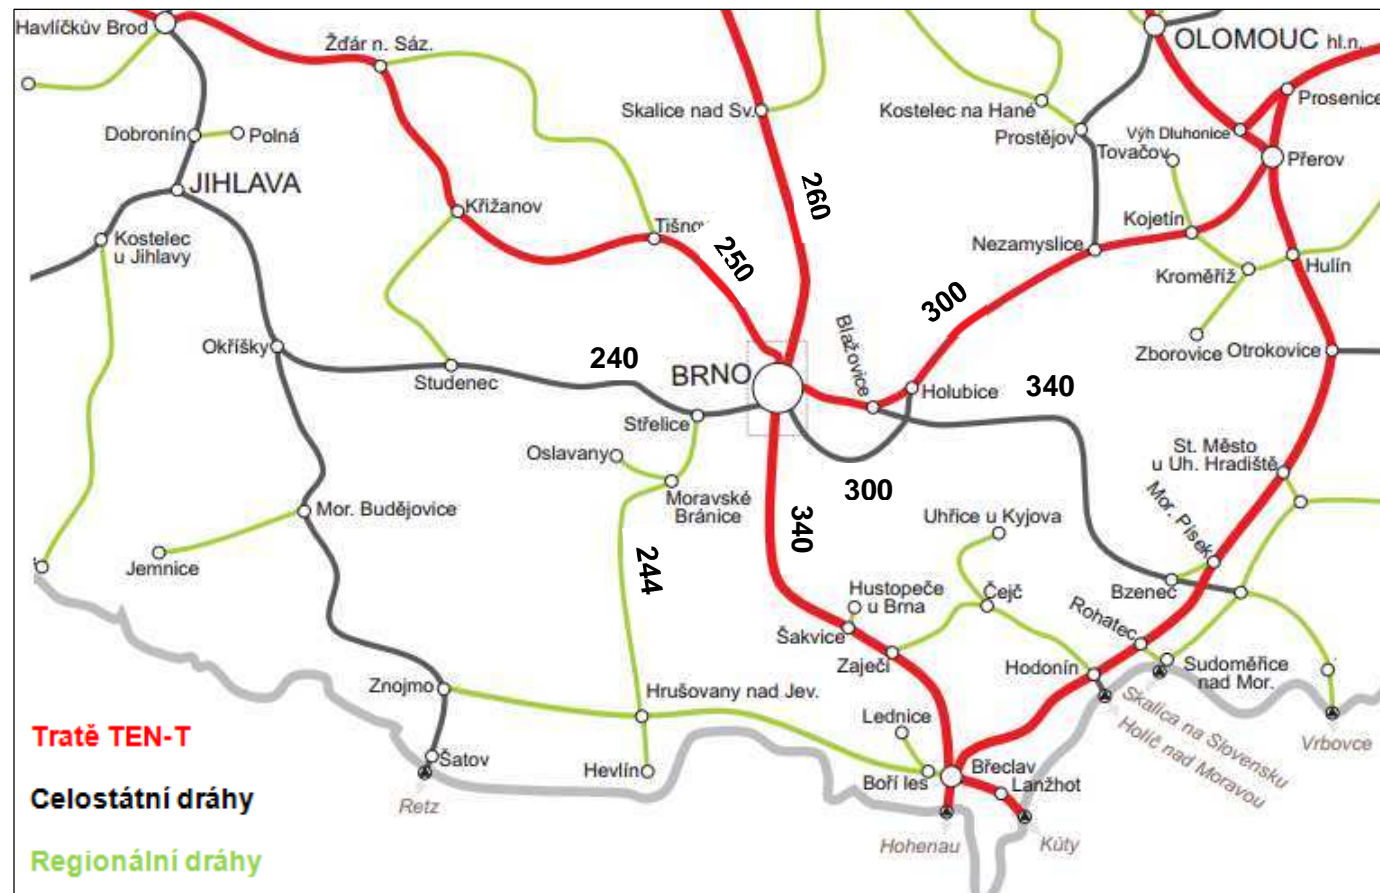 Havlíčkův Brod
Žďár n. Sáz.
OLOMOUC hl.n.
Skalice nad Sv.
Kostelec na Hané
Prosenice
Dobronín
Polná
Prostějov
Výh Dluhonice
Tovačov
Přerov
JIHLAVA
260
Křižanov
Tišnov
Kojetín
Kostelec
u Jihlavy
250
Nezamyslice
Kroměříž
Hulín
300
Blažovice
Okříšky
240
Zborovice
Otrokovice
Studenec
BRNO
Holubice
340
Střelice
Oslavany
St. Město
u Uh. Hradiště
300
Moravské
Bránice
Mor. Budějovice
Uhřice u Kyjova
Mor. Písek
340
244
Jemnice
Hustopeče
u Brna
Čejč
Bzenec
Rohatec
Šakvice
Zaječí
Hodonín
Sudoměřice
nad Mor.
Znojmo
Hrušovany nad Jev.
Lednice
Skalica na Slovensku
Holíč nad Moravou
Vrbovce
Tratě TEN-T
Šatov
Hevlín
Boří les
Břeclav
Lanžhot
Celostátní dráhy
Retz
Hohenau
Kúty
Regionální dráhy